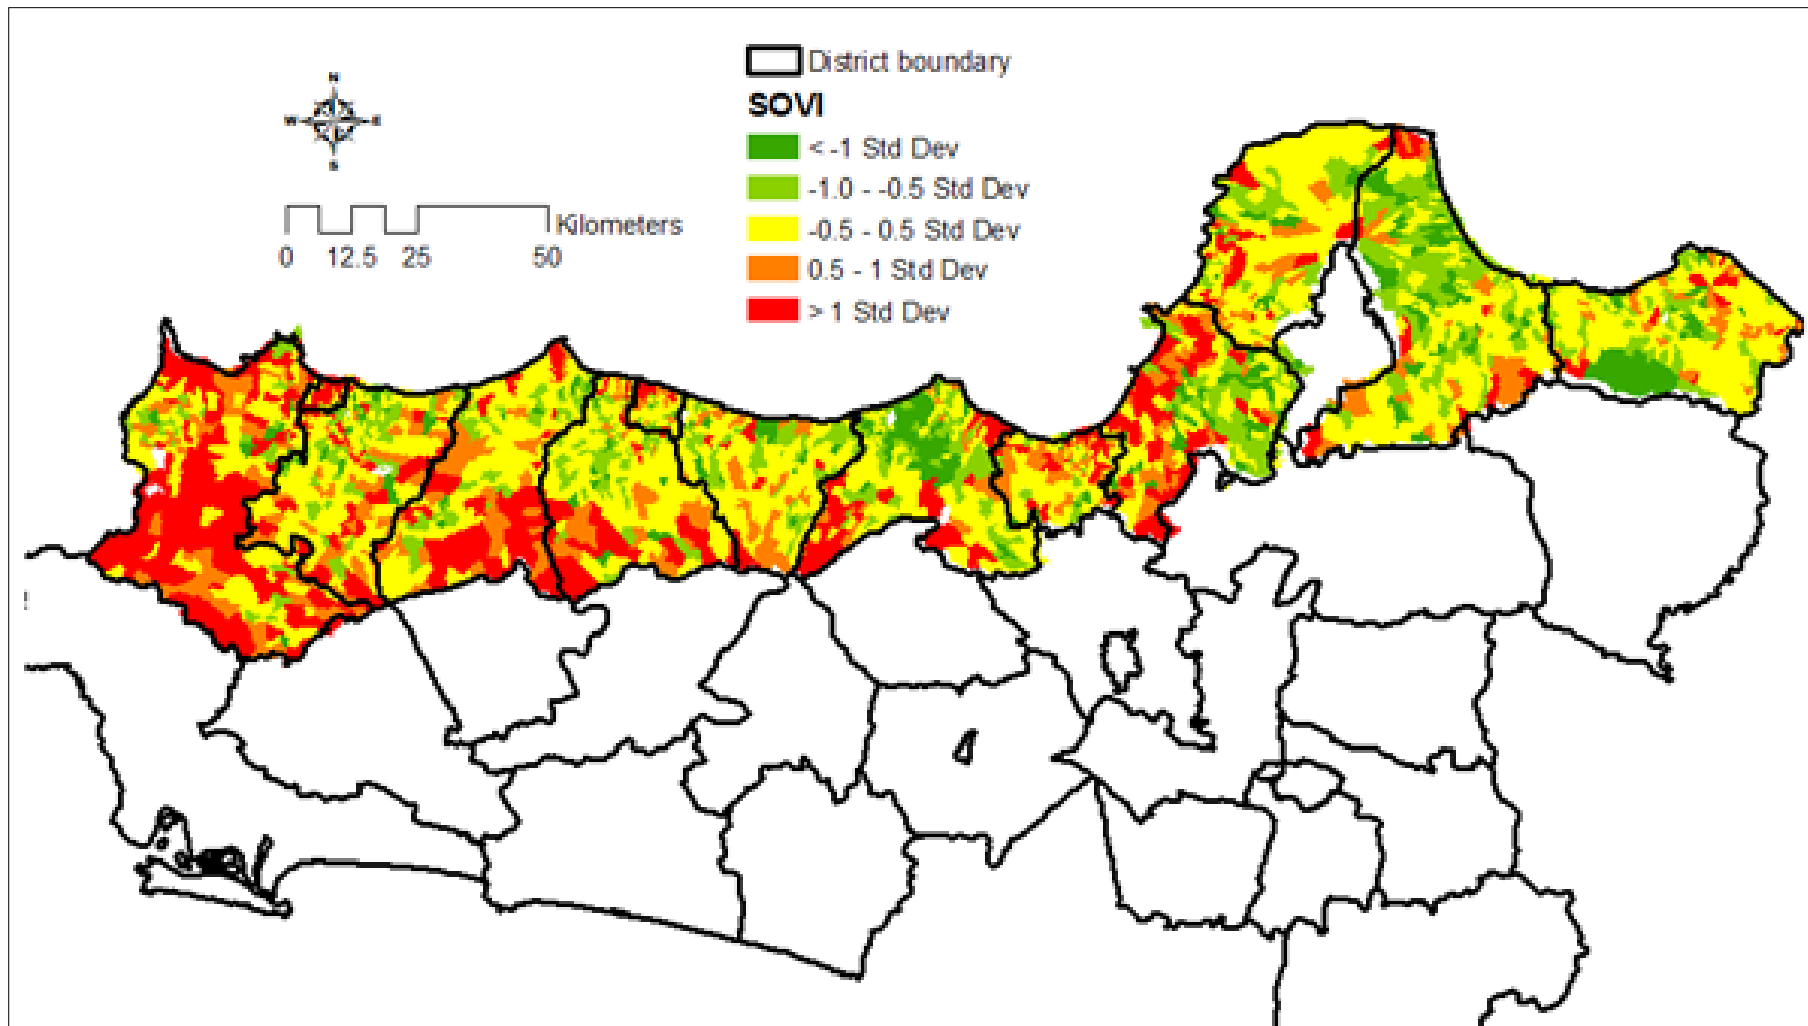 N
W E
S
Kilometers
0 12.5 25 50
District boundary
SOVI
< -1 Std Dev
-1.0 - -0.5 Std Dev
-0.5 - 0.5 Std Dev
0.5 - 1 Std Dev
> 1 Std Dev